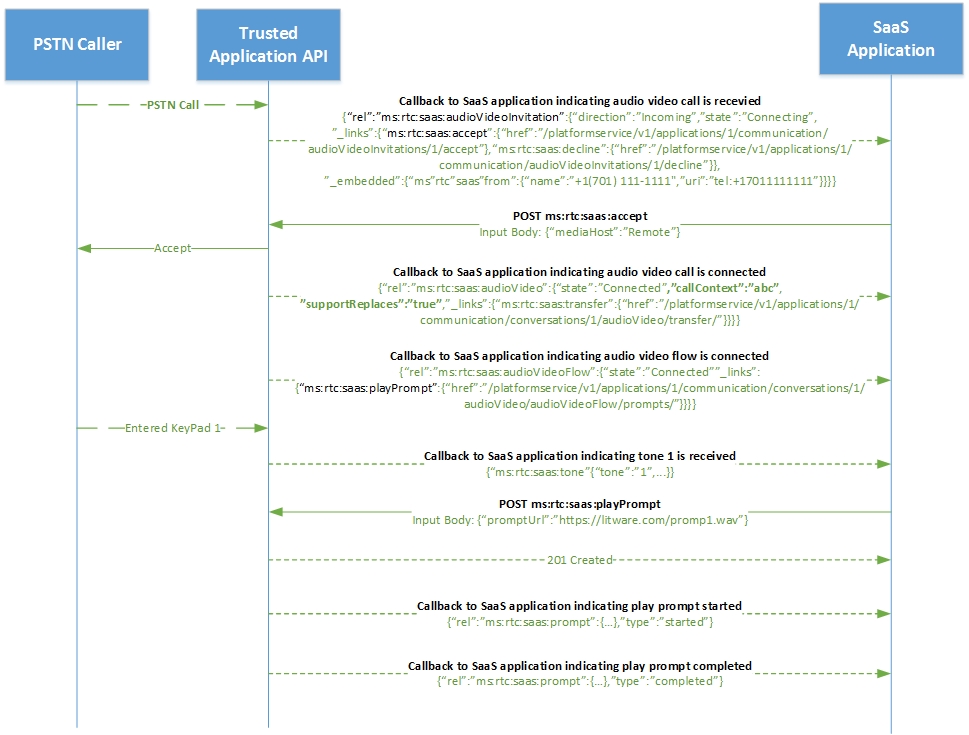 PSTN Caller
Trusted
Application API
SaaS
Application
PSTN Call
Callback to SaaS application indicating audio video call is recevied
{“rel”:”ms:rtc:saas:audioVideoInvitation”:{“direction”:”Incoming”,”state”:”Connecting”,
”_links”:{“ms:rtc:saas:accept”:{“href”:”/platformservice/v1/applications/1/communication/
audioVideoInvitations/1/accept”},”ms:rtc:saas:decline”:{“href”:”/platformservice/v1/applications/1/
communication/audioVideoInvitations/1/decline”}},
”_embedded”:{“ms”rtc”saas”from”:{“name”:”+1(701) 111-1111",”uri”:”tel:+17011111111”}}}}
POST ms:rtc:saas:accept
Input Body: {“mediaHost”:”Remote”}
Accept
Callback to SaaS application indicating audio video call is connected
{“rel”:”ms:rtc:saas:audioVideo”:{“state”:”Connected”,”callContext”:”abc”,
”supportReplaces”:”true”,”_links”:{“ms:rtc:saas:transfer”:{“href”:”/platformservice/v1/applications/1/
communication/conversations/1/audioVideo/transfer/”}}}}
Callback to SaaS application indicating audio video flow is connected
{“rel”:”ms:rtc:saas:audioVideoFlow”:{“state”:”Connected””_links”:
{“ms:rtc:saas:playPrompt”:{“href”:”/platformservice/v1/applications/1/communication/conversations/1/
audioVideo/audioVideoFlow/prompts/”}}}}
Entered KeyPad 1
Callback to SaaS application indicating tone 1 is received
{“ms:rtc:saas:tone”{“tone”:”1”,...}}
POST ms:rtc:saas:playPrompt
Input Body: {“promptUrl”:”https://litware.com/promp1.wav”}
201 Created
Callback to SaaS application indicating play prompt started
{“rel”:”ms:rtc:saas:prompt”:{…},”type”:”started”}
Callback to SaaS application indicating play prompt completed
{“rel”:”ms:rtc:saas:prompt”:{…},”type”:”completed”}